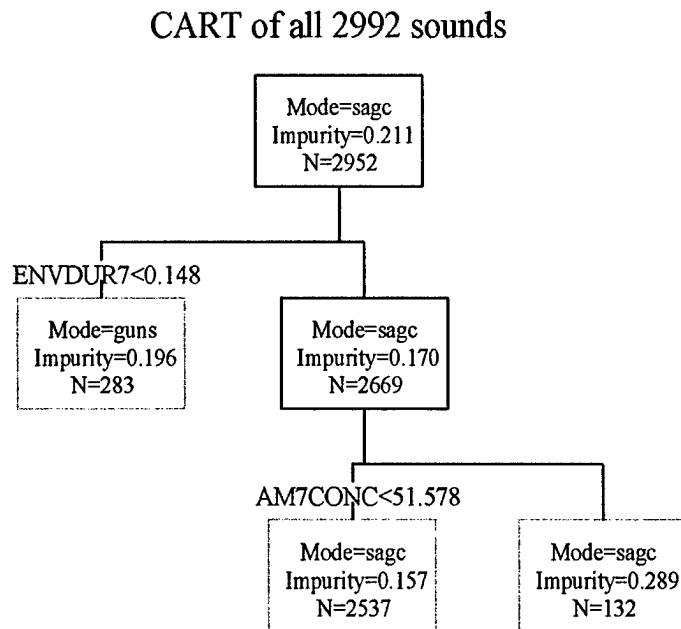 CART of all 2992 sounds
Mode=sagc
Impurity=0.211
N=2952
ENVDUR7<0.148
Mode=guns
Impurity=0.196
N=283
Mode=sagc
Impurity=0.170
N=2669
AM7CONC<51.578
Mode=sagc
Impurity=0.157
N=2537
Mode=sagc
Impurity=0.289
N=132